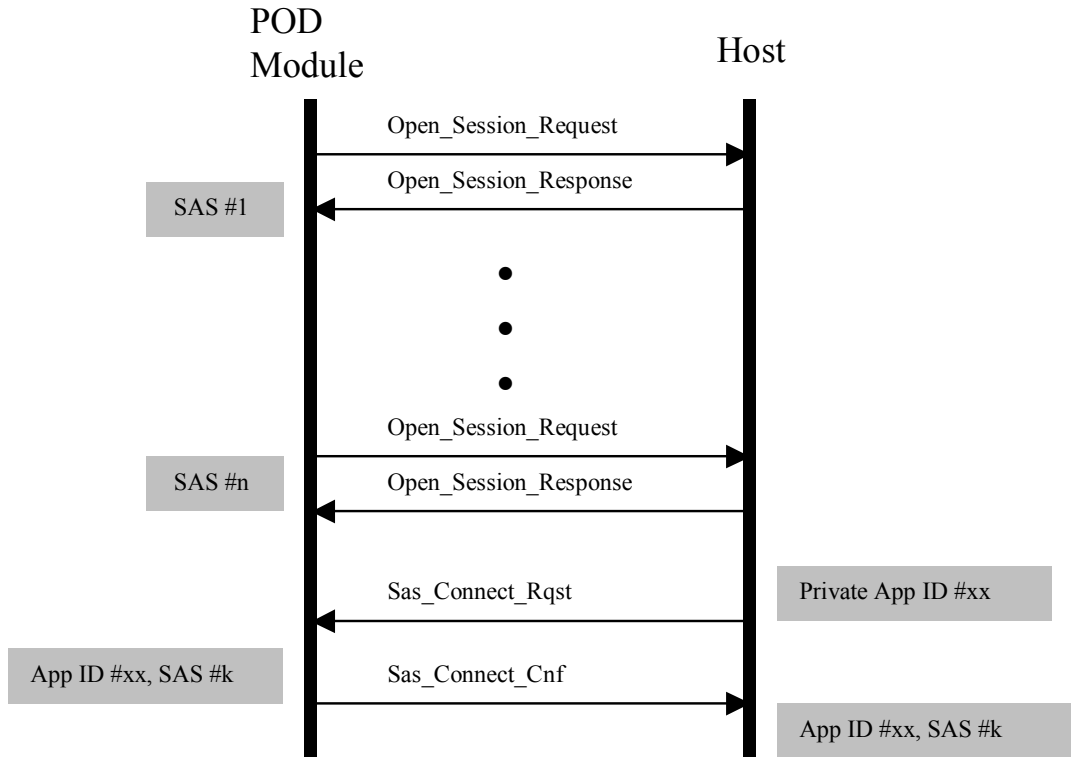 POD
Module
Host
Open_Session_Request
Open_Session_Response
SAS #1
Open_Session_Request
SAS #n
Open_Session_Response
Sas_Connect_Rqst
Private App ID #xx
App ID #xx, SAS #k
Sas_Connect_Cnf
App ID #xx, SAS #k